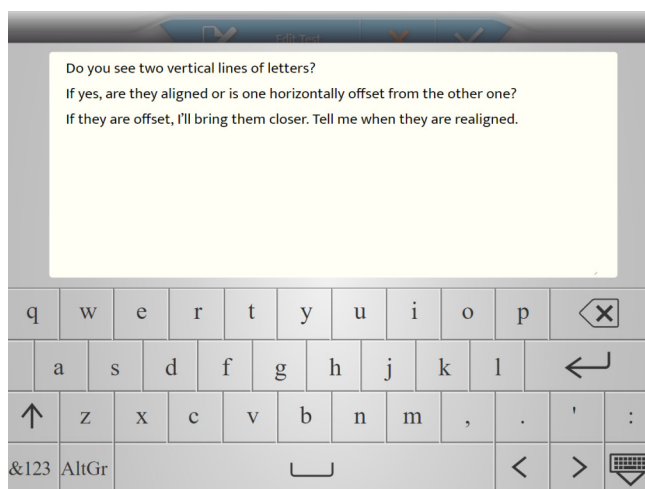 Edit Test
Do you see two vertical lines of letters?
If yes, are they aligned or is one horizontally offset from the other one?
If they are offset, I'll bring them closer. Tell me when they are realigned.
q w e r t y u i o p
a s d f g h j k l
z x c v b n m , . ' :
&123 AltGr < >